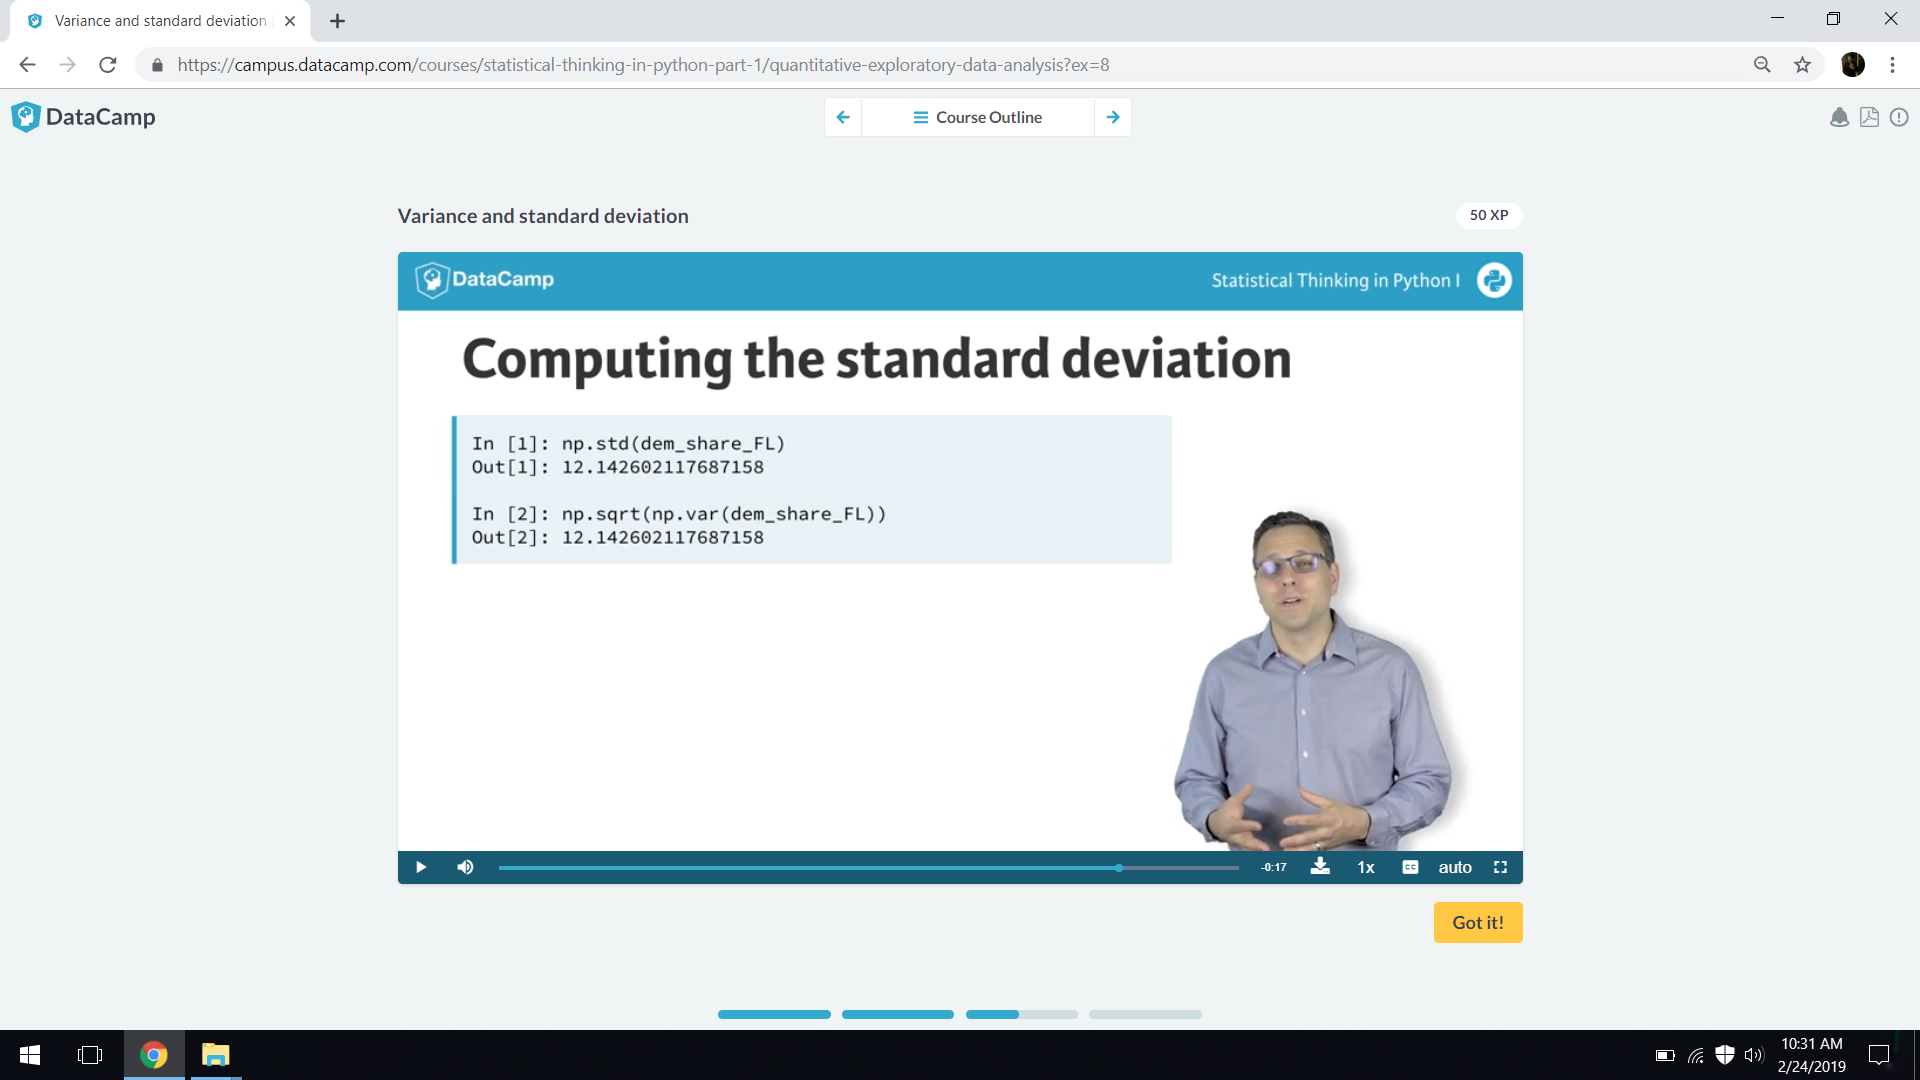 Variance and standard deviation
https://campus.datacamp.com/courses/statistical-thinking-in-python-part-1/quantitative-exploratory-data-analysis?ex=8
DataCamp
Course Outline
Variance and standard deviation
50 XP
DataCamp
Statistical Thinking in Python I
Computing the standard deviation
In [1]: np.std(dem_share_FL)
Out[1]: 12.142602117687158
In [2]: np.sqrt(np.var(dem_share_FL))
Out[2]: 12.142602117687158
-0:17
1x
CC
auto
Got it!
10:31 AM
2/24/2019